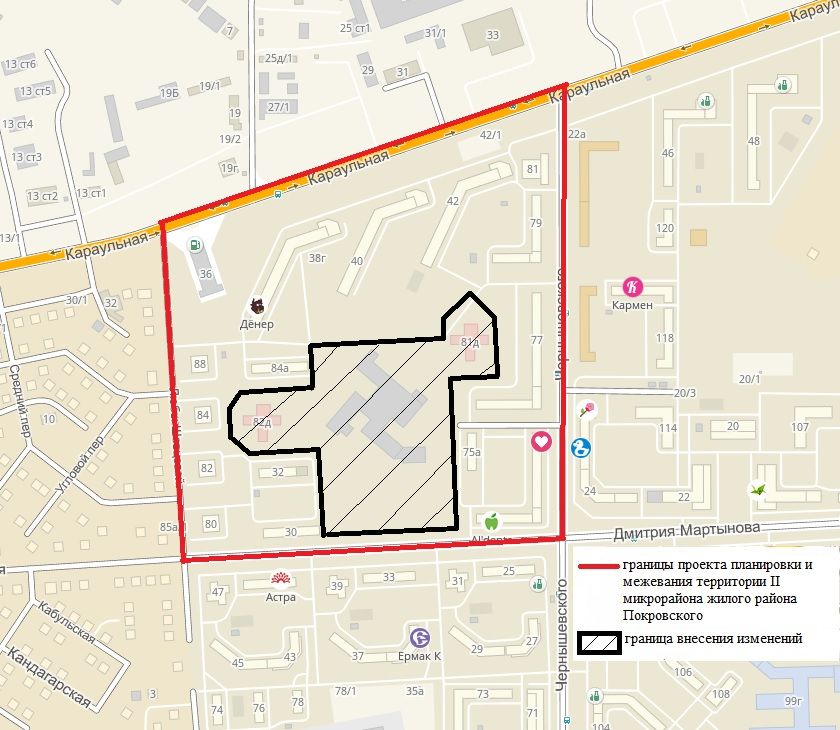 Караул
7
25 ст1
31/1
33
13 ст6
25д/1
29
31
13 ст5
19Б
19/1
27/1
19
13 ст4
Караульная
42/1
22а
19/2
48
46
13 ст3
19г
Караульная
81
13 ст2
13 ст1
42
79
120
13/1
Караульная
38г
40
36
Кармен
30/1
32
Дёнер
77
118
81д
88
84а
20/1
Средний пер
20/3
10
84
82д
114
20
107
Угловой пер
75а
82
32
24
22
85а
80
30
Дмитрия Мартынова
Чернышевского
границы проекта планировки и
межевания территории II
микрорайона жилого района
Покровского
граница внесения изменений
25
33
31
39
47
Астра
Кабульская
Ермак К
45
43
37
29
27
Кандагарская
3
74
76
78
78/1
35а
73
71
Чернышевского
106
108
104
99г